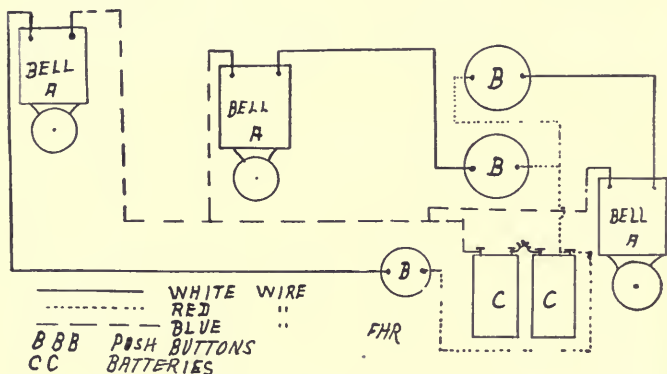 BELL
A
BELL
A
B
B
BELL
A
B
C C
WHITE WIRE
RED "
BLUE "
B B B PUSH BUTTONS
C C BATTERIES
FHR